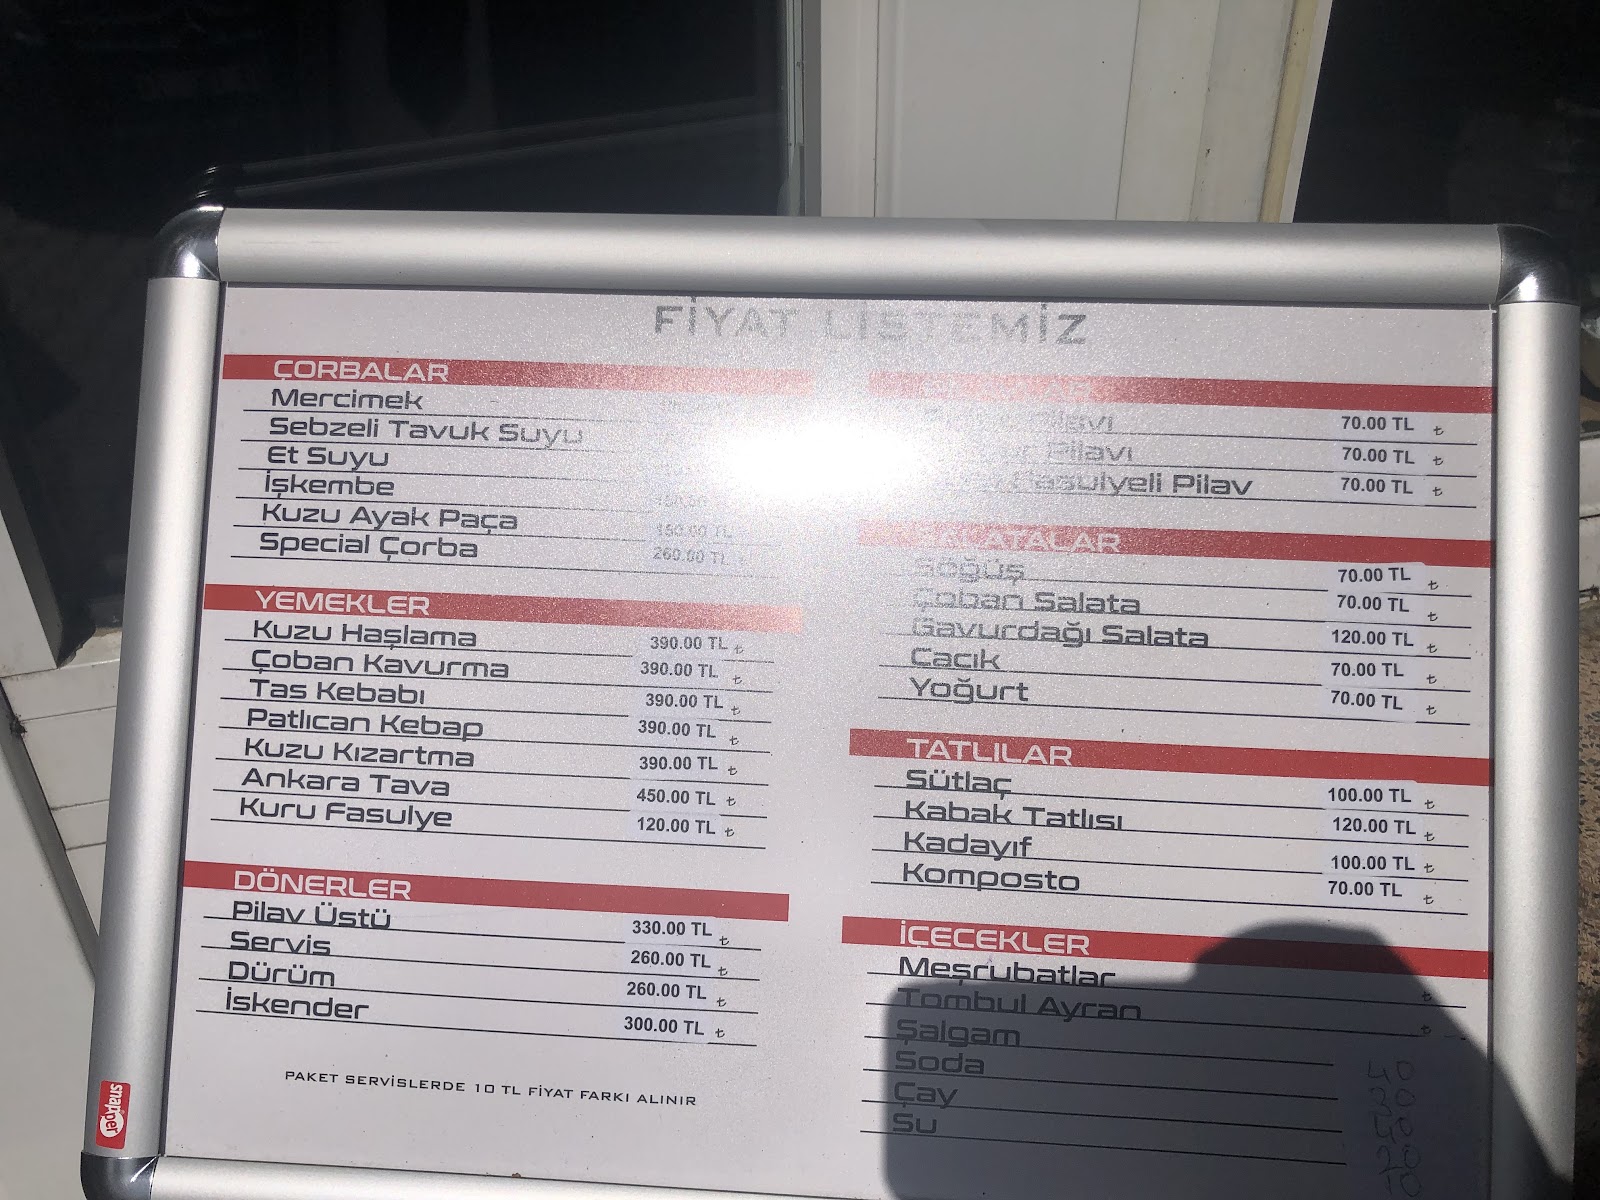 FİYAT LİSTEMİZ
ÇORBALAR
Mercimek
Sebzeli Tavuk Suyu
Et Suyu
İşkembe
Kuzu Ayak Paça 150.00 TL
Special Çorba 260.00 TL
YEMEKLER
Kuzu Haşlama 390.00 TL ₺
Çoban Kavurma 390.00 TL ₺
Tas Kebabı 390.00 TL ₺
Patlıcan Kebap 390.00 TL ₺
Kuzu Kızartma 390.00 TL ₺
Ankara Tava 450.00 TL ₺
Kuru Fasulye 120.00 TL ₺
DÖNERLER
Pilav Üstü 330.00 TL ₺
Servis 260.00 TL ₺
Dürüm 260.00 TL ₺
İskender 300.00 TL ₺
PAKET SERVİSLERDE 10 TL FİYAT FARKI ALINIR
Pilavı 70.00 TL ₺
Pilavı 70.00 TL ₺
Fasulyeli Pilav 70.00 TL ₺
SALATALAR
Söğüş 70.00 TL ₺
Çoban Salata 70.00 TL ₺
Gavurdağı Salata 120.00 TL ₺
Cacık 70.00 TL ₺
Yoğurt 70.00 TL ₺
TATLILAR
Sütlaç 100.00 TL ₺
Kabak Tatlısı 120.00 TL ₺
Kadayıf 100.00 TL ₺
Komposto 70.00 TL ₺
İÇECEKLER
Meşrubatlar ₺
Tombul Ayran ₺
Şalgam
Soda 40
Çay
Su
snapper